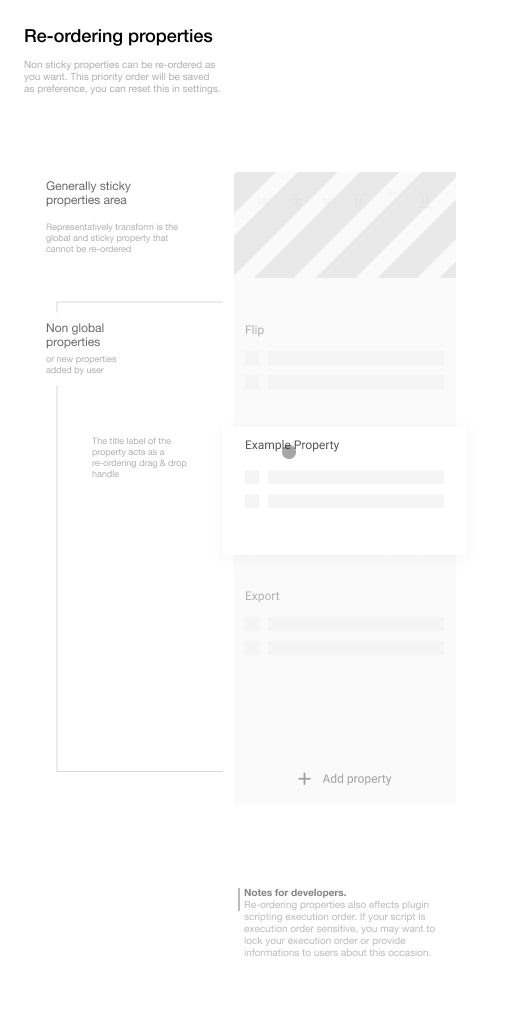 Re-ordering properties
Non sticky properties can be re-ordered as
you want. This priority order will be saved
as preference, you can reset this in settings.
Generally sticky
properties area
Representatively transform is the
global and sticky property that
cannot be re-ordered
Non global
properties
or new properties
added by user
Flip
The title label of the
property acts as a
re-ordering drag & drop
handle
Example Property
Export
Add property
Notes for developers.
Re-ordering properties also effects plugin
scripting execution order. If your script is
execution order sensitive, you may want to
lock your execution order or provide
informations to users about this occasion.